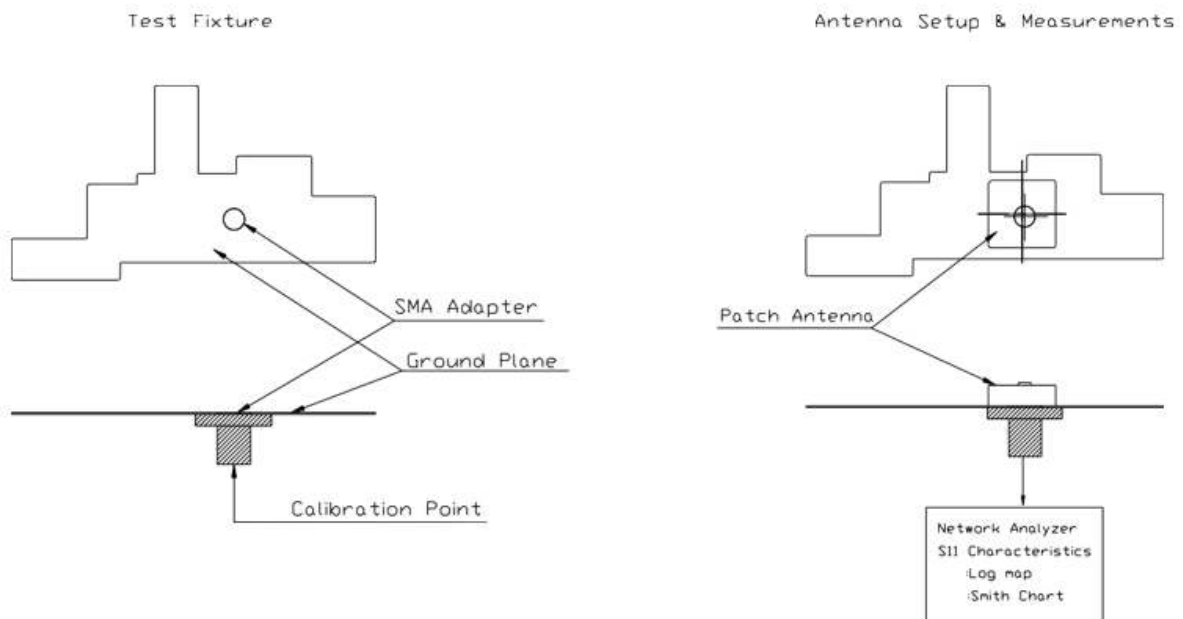 Test Fixture
Antenna Setup & Measurements
SMA Adapter
Ground Plane
Patch Antenna
Calibration Point
Network Analyzer
S11 Characteristics
:Log map
:Smith Chart